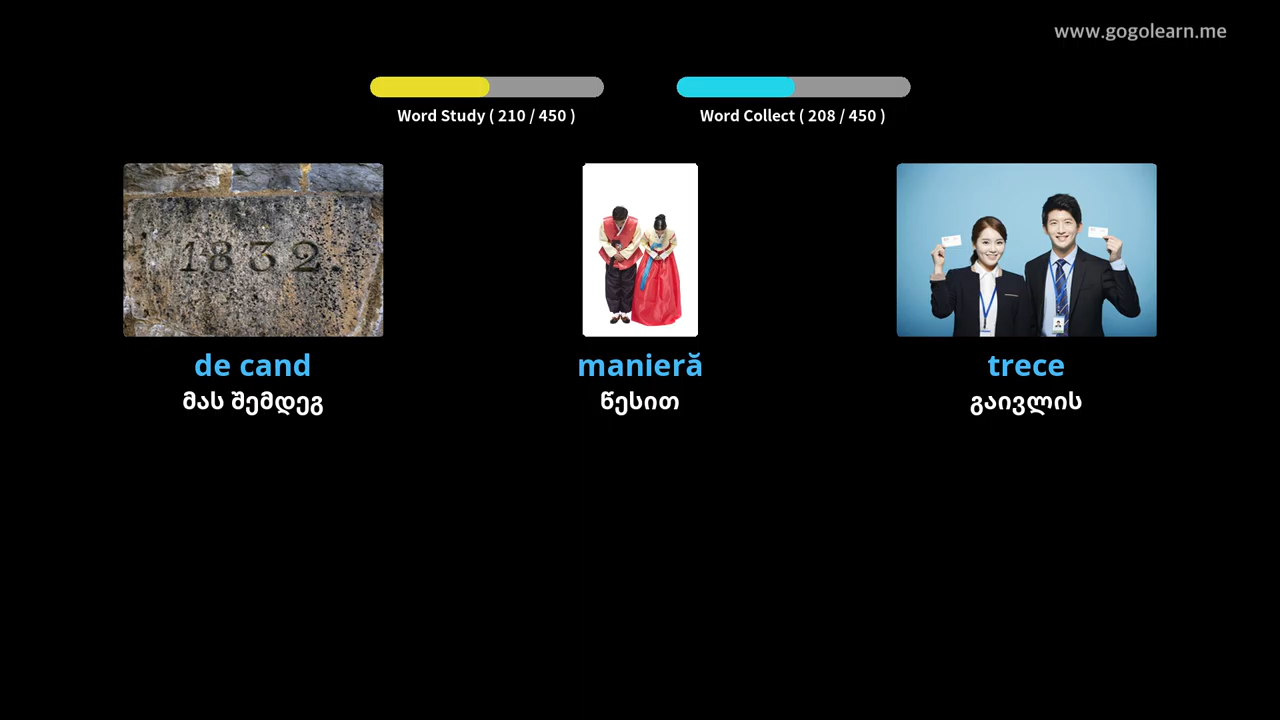 www.gogolearn.me
Word Study ( 210 / 450 )
Word Collect ( 208 / 450 )
1832.
de cand
manieră
trece
მას შემდეგ
წესით
გაივლის